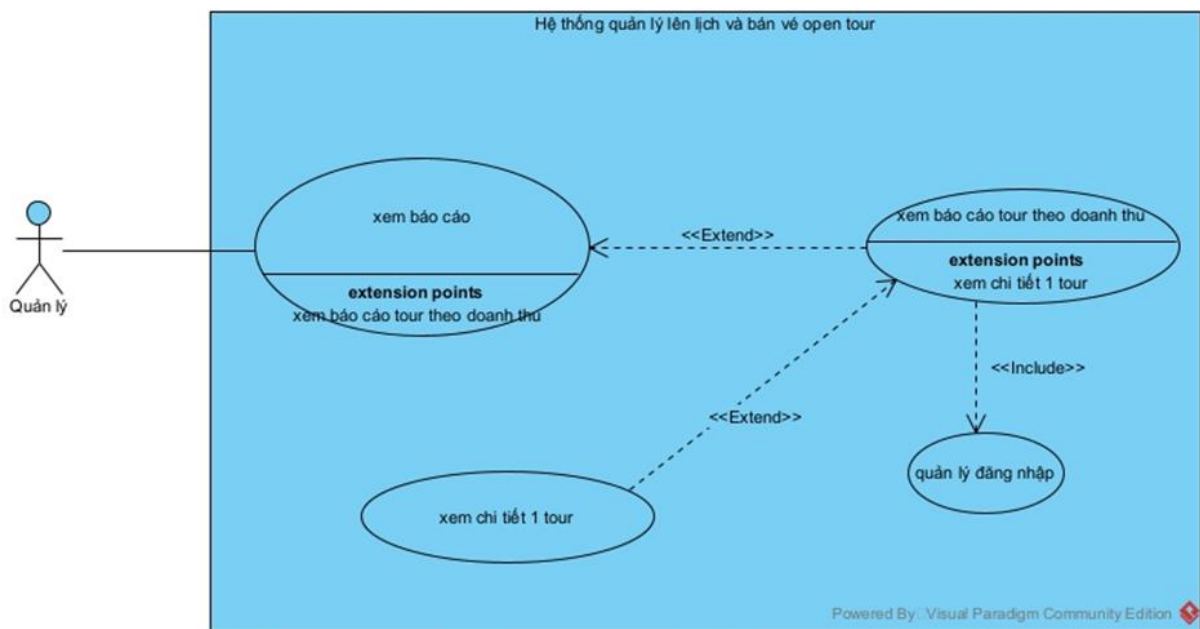 Hệ thống quản lý lên lịch và bán vé open tour
xem báo cáo
extension points
xem báo cáo tour theo doanh thu
<<Extend>>
xem báo cáo tour theo doanh thu
extension points
xem chi tiết 1 tour
Quản lý
<<Include>>
<<Extend>>
quản lý đăng nhập
xem chi tiết 1 tour
Powered By Visual Paradigm Community Edition